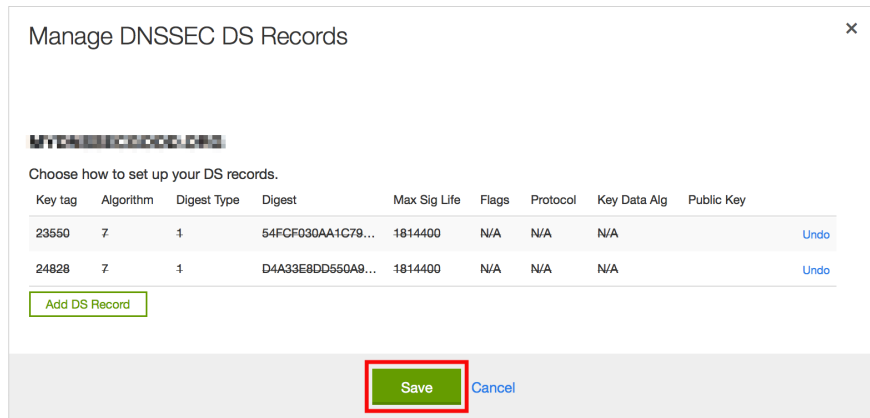 Manage DNSSEC DS Records ×
Choose how to set up your DS records.
Key tag Algorithm Digest Type Digest Max Sig Life Flags Protocol Key Data Alg Public Key
23550 7 1 54FCF030AA1C79... 1814400 N/A N/A N/A Undo
24828 7 1 D4A33E8DD550A9... 1814400 N/A N/A N/A Undo
Add DS Record
Save Cancel